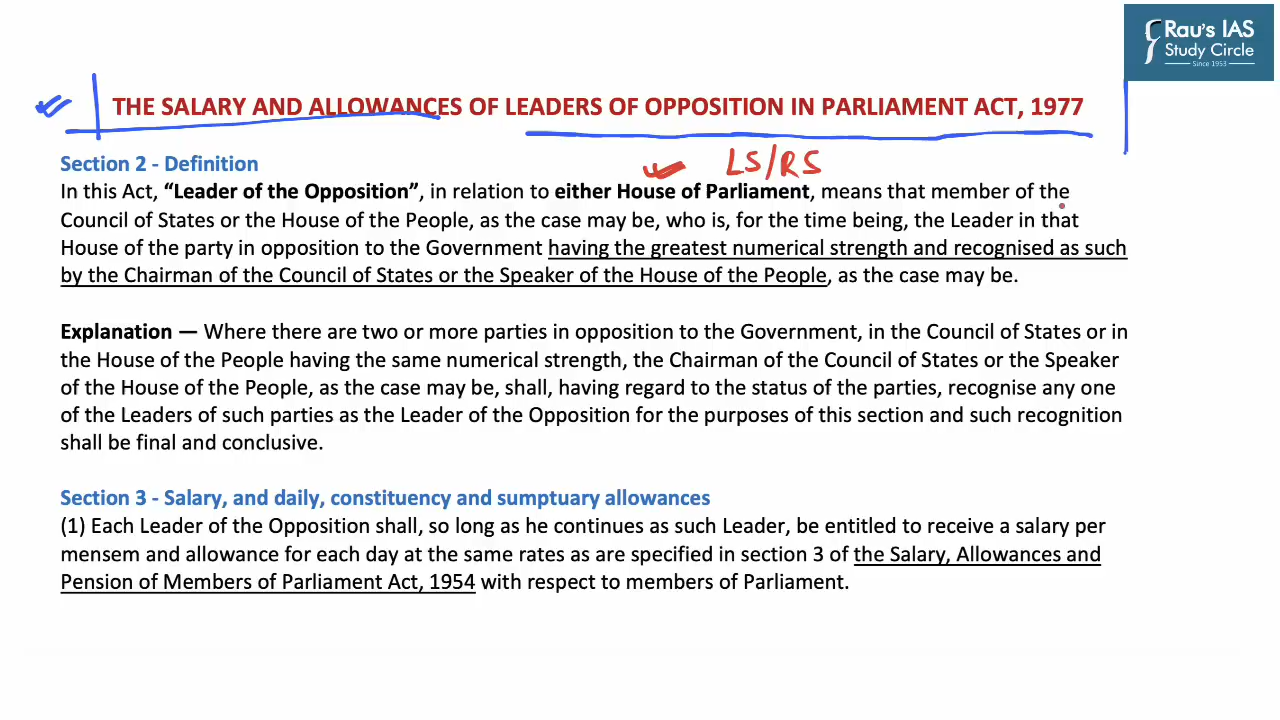 Rau's IAS
Study Circle
Since 1953
THE SALARY AND ALLOWANCES OF LEADERS OF OPPOSITION IN PARLIAMENT ACT, 1977
LS/RS
Section 2 - Definition
In this Act, “Leader of the Opposition”, in relation to either House of Parliament, means that member of the
Council of States or the House of the People, as the case may be, who is, for the time being, the Leader in that
House of the party in opposition to the Government having the greatest numerical strength and recognised as such
by the Chairman of the Council of States or the Speaker of the House of the People, as the case may be.
Explanation — Where there are two or more parties in opposition to the Government, in the Council of States or in
the House of the People having the same numerical strength, the Chairman of the Council of States or the Speaker
of the House of the People, as the case may be, shall, having regard to the status of the parties, recognise any one
of the Leaders of such parties as the Leader of the Opposition for the purposes of this section and such recognition
shall be final and conclusive.
Section 3 - Salary, and daily, constituency and sumptuary allowances
(1) Each Leader of the Opposition shall, so long as he continues as such Leader, be entitled to receive a salary per
mensem and allowance for each day at the same rates as are specified in section 3 of the Salary, Allowances and
Pension of Members of Parliament Act, 1954 with respect to members of Parliament.